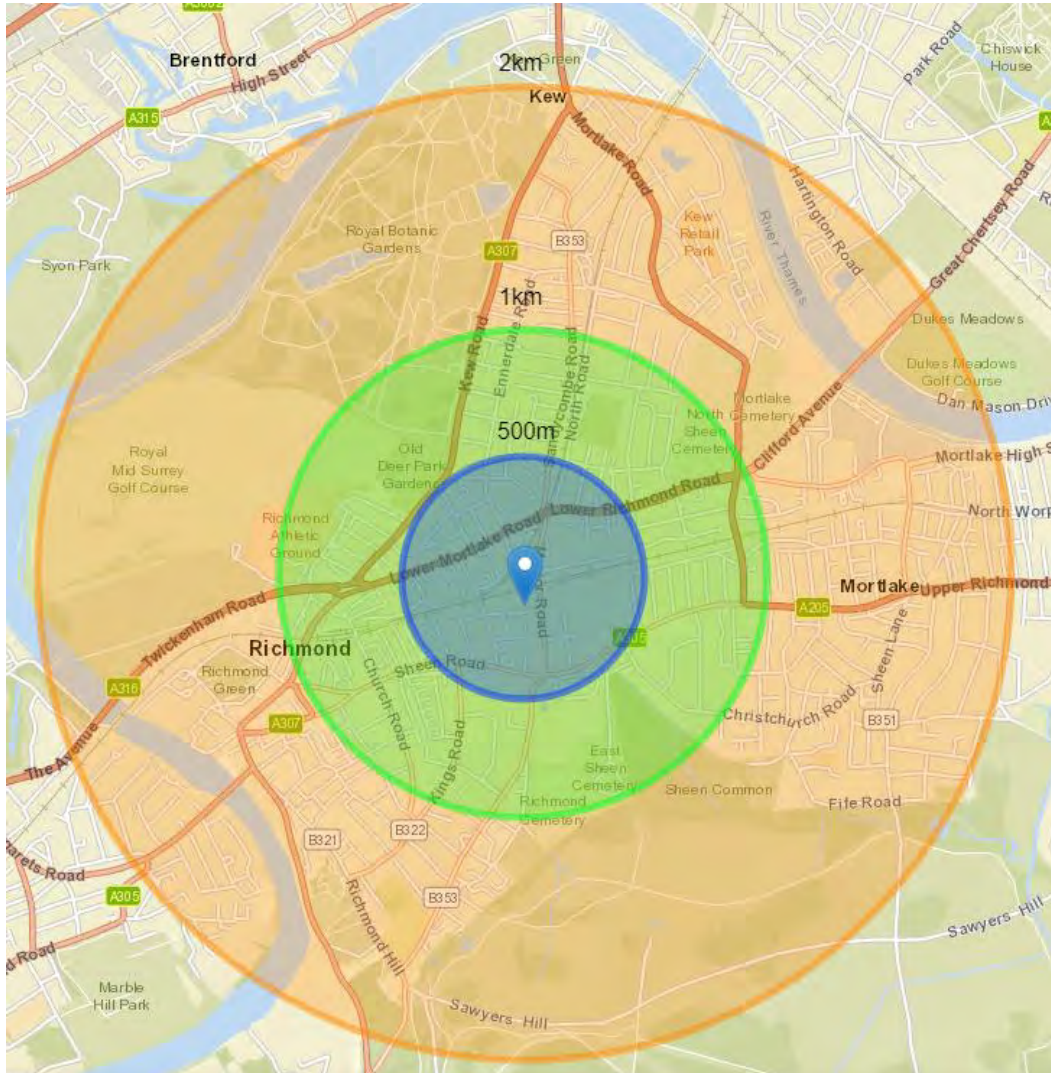 Brentford
High Street
A315
2km
Green
Kew
Park Road
Chiswick
House
Mortlake Road
Hartington Road
River Thames
Great Chertsey Road
Kew
Retail
Park
Royal Botanic
Gardens
A307
B353
Syon Park
1km
Kew Road
Ennerdale Road
Sandycombe Road
North Road
Dukes Meadows
Dukes Meadows
Golf Course
Dan Mason Driv
Mortlake
North Cemetery
Sheen
Cemetery
Clifford Avenue
500m
Old
Deer Park
Gardens
Royal
Mid Surrey
Golf Course
Mortlake High S
Lower Richmond Road
North Worp
Richmond
Athletic
Ground
Lower Mortlake Road
Road
Mortlake
Upper Richmond
A205
Twickenham Road
Richmond
Sheen Road
Sheen Lane
Richmond
Green
A316
Church Road
A307
Christchurch Road
B351
The Avenue
Kings Road
East
Sheen
Cemetery
Sheen Common
Richmond
Cemetery
Fife Road
B321
B322
arets Road
A305
B353
Richmond Hill
Sawyers Hill
d Road
Marble
Hill Park
Sawyers Hill